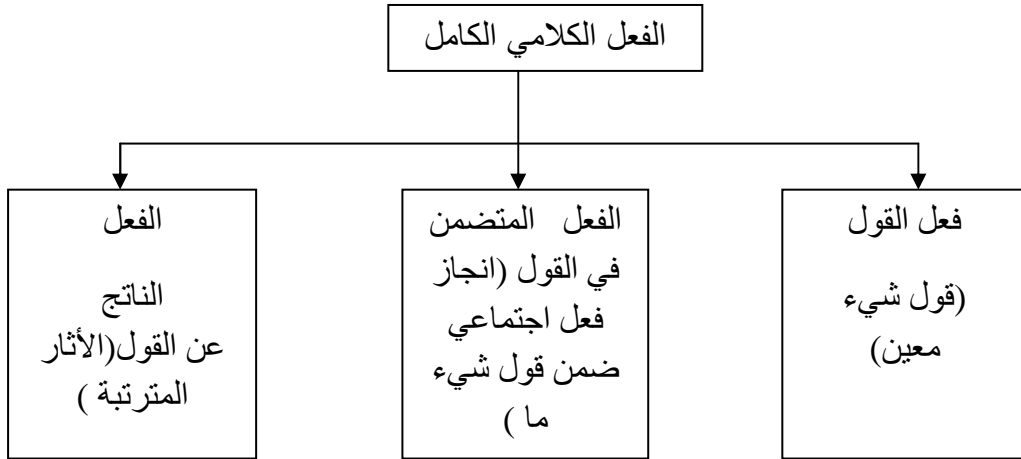 الفعل الكلامي الكامل
فعل القول
(قول شيء
معين)
الفعل المتضمن
في القول (انجاز
فعل اجتماعي
ضمن قول شيء
ما )
الفعل
الناتج
عن القول(الأثار
المترتبة )